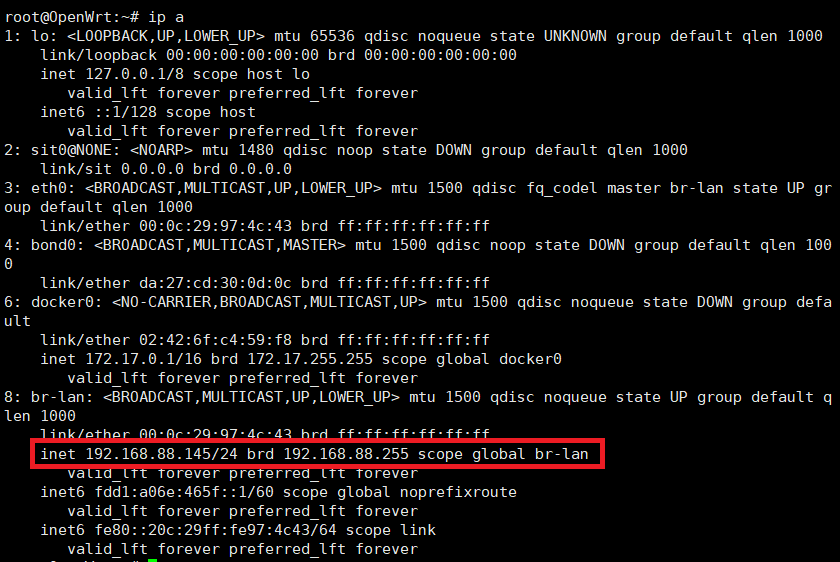 root@OpenWrt:~# ip a
1: lo: <LOOPBACK,UP,LOWER_UP> mtu 65536 qdisc noqueue state UNKNOWN group default qlen 1000
    link/loopback 00:00:00:00:00:00 brd 00:00:00:00:00:00
    inet 127.0.0.1/8 scope host lo
       valid_lft forever preferred_lft forever
    inet6 ::1/128 scope host
       valid_lft forever preferred_lft forever
2: sit0@NONE: <NOARP> mtu 1480 qdisc noop state DOWN group default qlen 1000
    link/sit 0.0.0.0 brd 0.0.0.0
3: eth0: <BROADCAST,MULTICAST,UP,LOWER_UP> mtu 1500 qdisc fq_codel master br-lan state UP gr
oup default qlen 1000
    link/ether 00:0c:29:97:4c:43 brd ff:ff:ff:ff:ff:ff
4: bond0: <BROADCAST,MULTICAST,MASTER> mtu 1500 qdisc noop state DOWN group default qlen 100
0
    link/ether da:27:cd:30:0d:0c brd ff:ff:ff:ff:ff:ff
6: docker0: <NO-CARRIER,BROADCAST,MULTICAST,UP> mtu 1500 qdisc noqueue state DOWN group defa
ult
    link/ether 02:42:6f:c4:59:f8 brd ff:ff:ff:ff:ff:ff
    inet 172.17.0.1/16 brd 172.17.255.255 scope global docker0
       valid_lft forever preferred_lft forever
8: br-lan: <BROADCAST,MULTICAST,UP,LOWER_UP> mtu 1500 qdisc noqueue state UP group default q
len 1000
    link/ether 00:0c:29:97:4c:43 brd ff:ff:ff:ff:ff:ff
    inet 192.168.88.145/24 brd 192.168.88.255 scope global br-lan
       valid_lft forever preferred_lft forever
    inet6 fdd1:a06e:465f::1/60 scope global noprefixroute
       valid_lft forever preferred_lft forever
    inet6 fe80::20c:29ff:fe97:4c43/64 scope link
       valid_lft forever preferred_lft forever